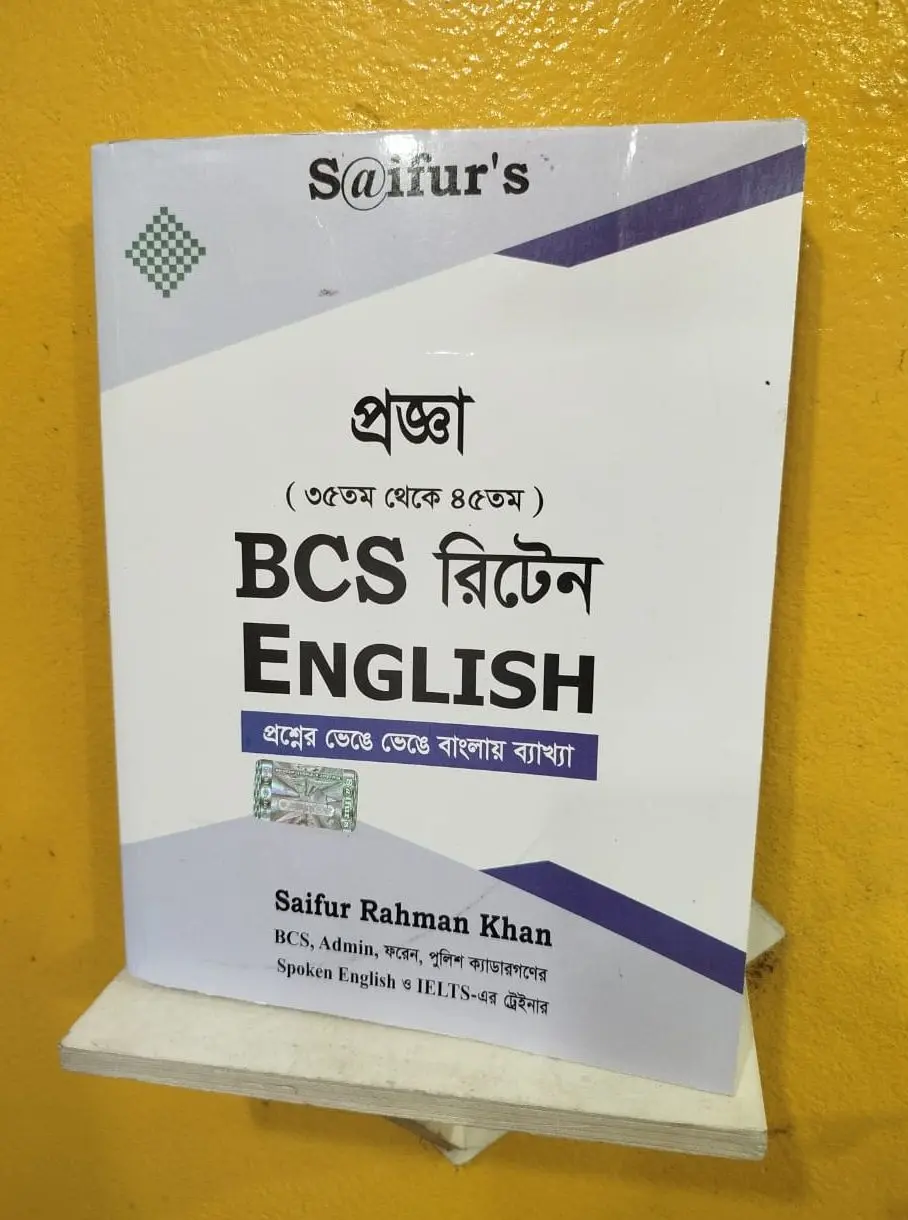 S@ifur's
প্রজ্ঞা
( ৩৫তম থেকে ৪৫তম )
BCS রিটেন
ENGLISH
প্রশ্নের ভেঙে ভেঙে বাংলায় ব্যাখ্যা
Saifur Rahman Khan
BCS, Admin, ফরেন, পুলিশ ক্যাডারগণের
Spoken English ও IELTS-এর ট্রেইনার